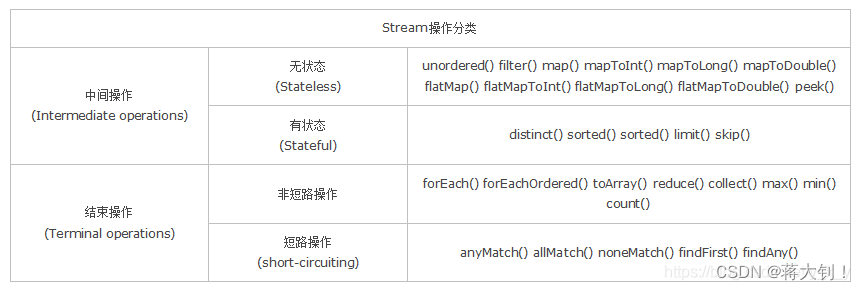 Stream操作分类
中间操作
(Intermediate operations)
无状态
(Stateless)
unordered() filter() map() mapToInt() mapToLong() mapToDouble()
flatMap() flatMapToInt() flatMapToLong() flatMapToDouble() peek()
有状态
(Stateful)
distinct() sorted() sorted() limit() skip()
结束操作
(Terminal operations)
非短路操作
forEach() forEachOrdered() toArray() reduce() collect() max() min()
count()
短路操作
(short-circuiting)
anyMatch() allMatch() noneMatch() findFirst() findAny()
CSDN @蒋大钊！